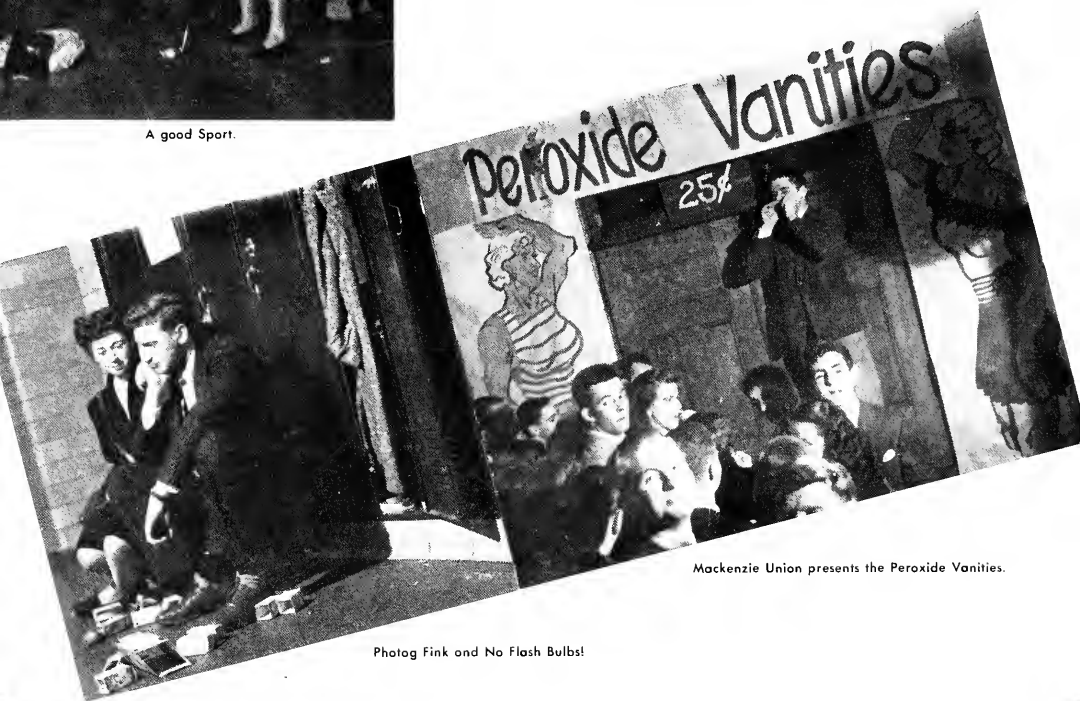 A good Sport.
Peroxide Vanities
25¢
Mackenzie Union presents the Peroxide Vanities.
Photog Fink and No Flash Bulbs!